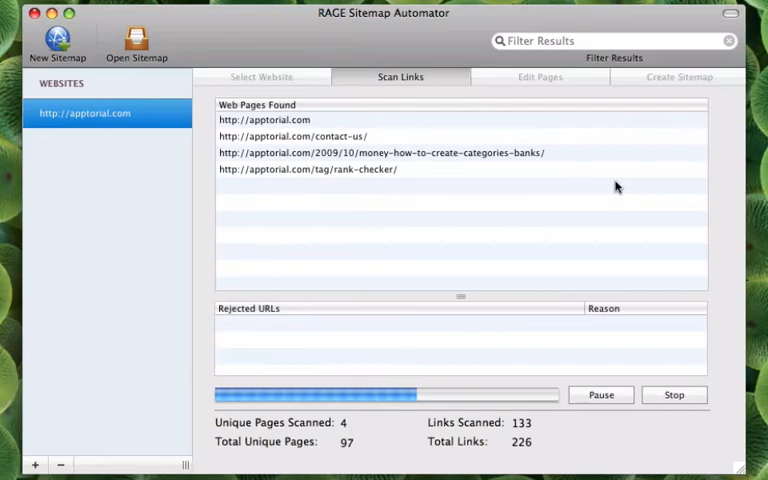 RAGE Sitemap Automator
New Sitemap
Open Sitemap
Filter Results
Filter Results
WEBSITES
http://apptorial.com
Select Website
Scan Links
Edit Pages
Create Sitemap
Web Pages Found
http://apptorial.com
http://apptorial.com/contact-us/
http://apptorial.com/2009/10/money-how-to-create-categories-banks/
http://apptorial.com/tag/rank-checker/
Rejected URLs
Reason
Pause
Stop
Unique Pages Scanned: 4
Links Scanned: 133
Total Unique Pages: 97
Total Links: 226